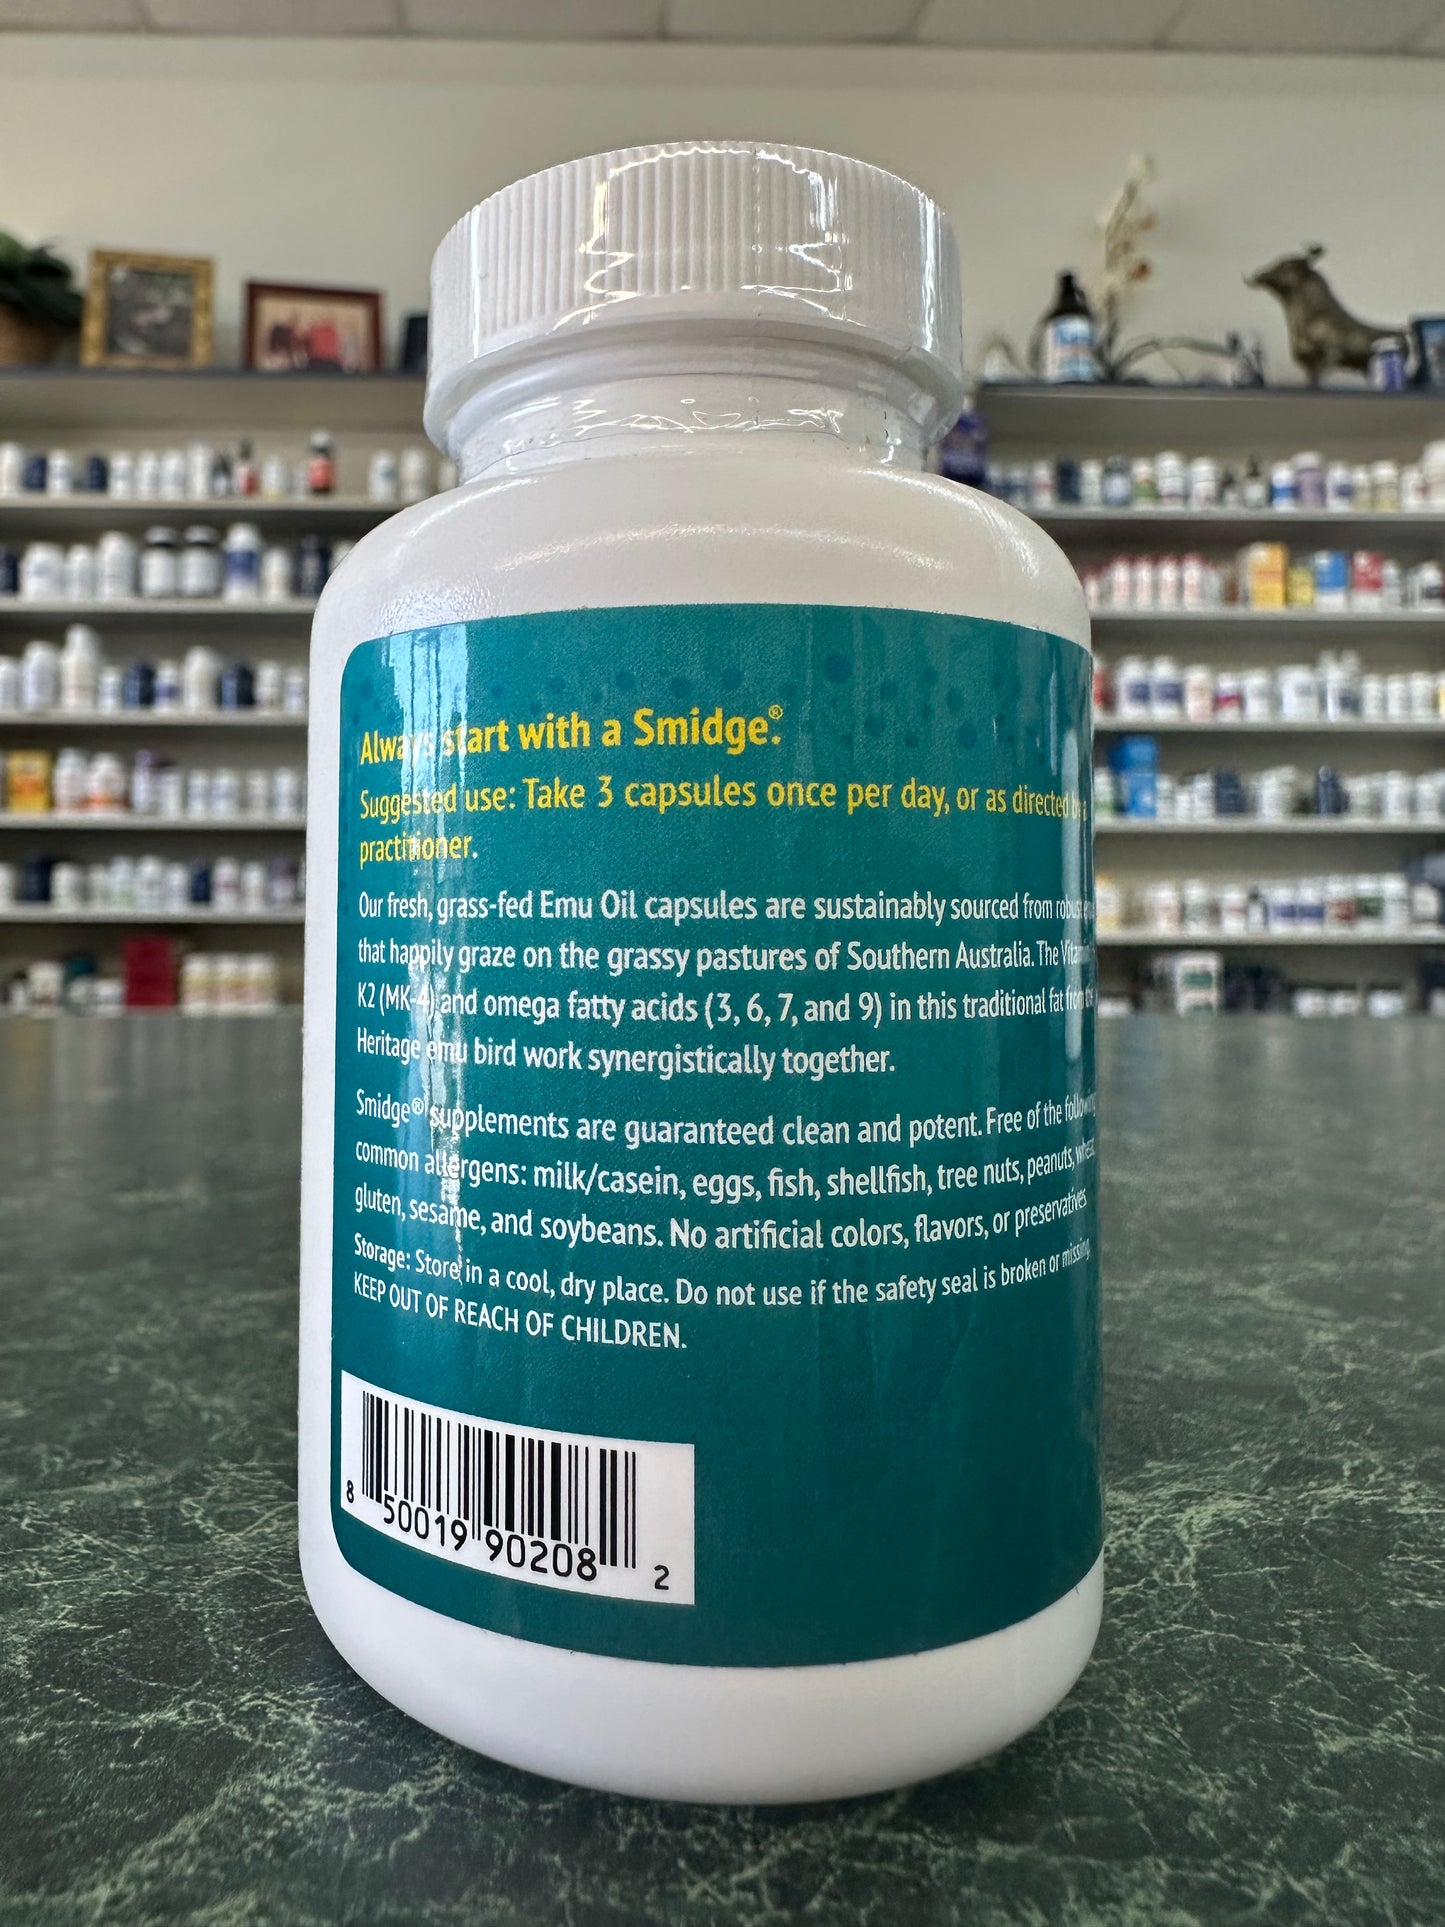 Always start with a Smidge®.
Suggested use: Take 3 capsules once per day, or as directed by a
practitioner.
Our fresh, grass-fed Emu Oil capsules are sustainably sourced from robust
that happily graze on the grassy pastures of Southern Australia. The Vitamin
K2 (MK-4) and omega fatty acids (3, 6, 7, and 9) in this traditional fat from the
Heritage emu bird work synergistically together.
Smidge® supplements are guaranteed clean and potent. Free of the following
common allergens: milk/casein, eggs, fish, shellfish, tree nuts, peanuts, wheat,
gluten, sesame, and soybeans. No artificial colors, flavors, or preservatives
Storage: Store in a cool, dry place. Do not use if the safety seal is broken or missing
KEEP OUT OF REACH OF CHILDREN.
8 50019 90208 2